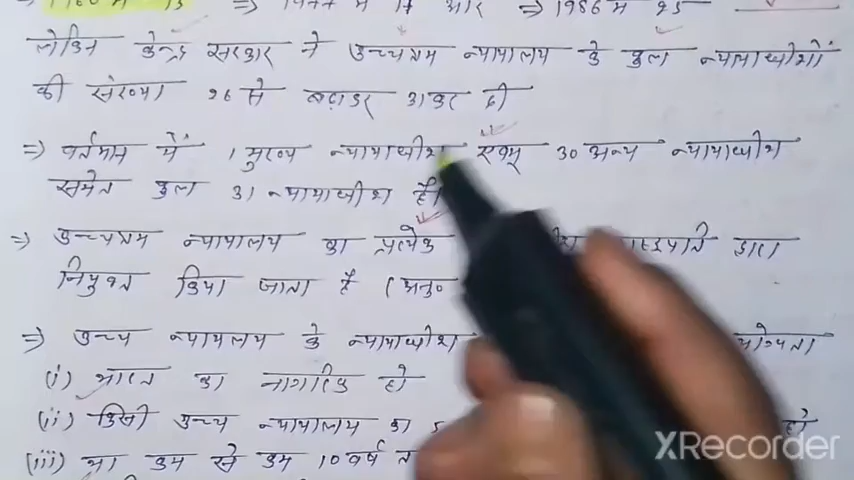 ⇒ 1986 में 25
लेकिन केन्द्र सरकार ने उच्चतम न्यायालय के कुल न्यायाधीशों
की संख्या 26 से बढ़ाकर 31 कर दी
⇒ वर्तमान में 1 मुख्य न्यायाधीश एवम् 30 अन्य न्यायाधीश
समेत कुल 31 न्यायाधीश हैं।
⇒ उच्चतम न्यायालय का प्रत्येक राष्ट्रपति द्वारा
नियुक्त किया जाता है (अनु०
⇒ उच्च न्यायालय के न्यायाधीश योग्यता
(i) भारत का नागरिक हो
(ii) किसी उच्च न्यायालय का हो
(iii) या कम से कम 10 वर्ष
XRecorder